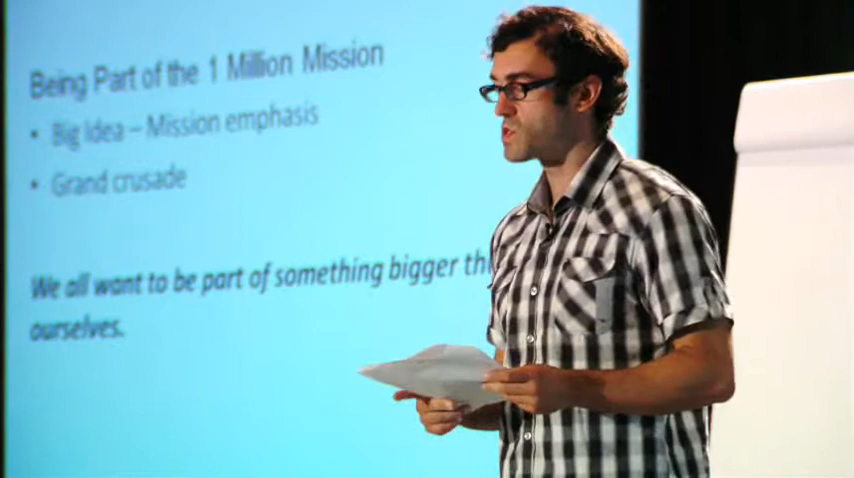 Being Part of the 1 Million Mission
• Big Idea – Mission emphasis
• Grand crusade
We all want to be part of something bigger
ourselves.